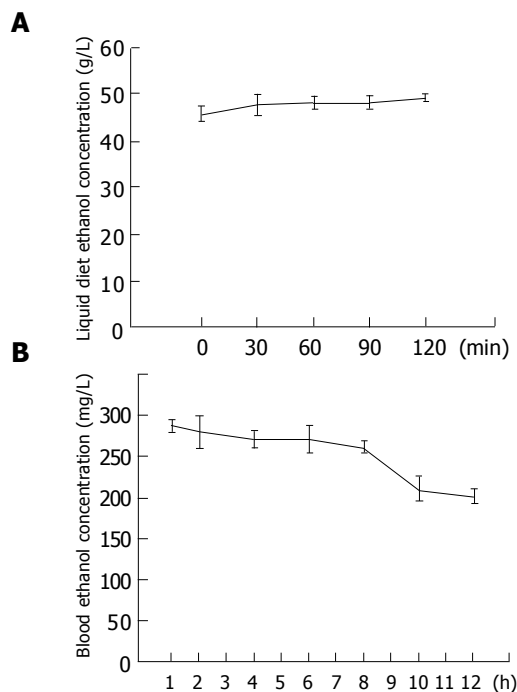 A
Liquid diet ethanol concentration (g/L)
60
50
40
30
20
10
0
0 30 60 90 120 (min)
B
Blood ethanol concentration (mg/L)
300
250
200
150
100
50
0
1 2 3 4 5 6 7 8 9 10 11 12 (h)